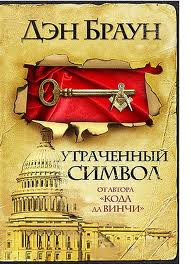 ДЭН БРАУН
УТРАЧЕННЫЙ
СИМВОЛ
ОТ АВТОРА
«КОДА
ДА ВИНЧИ»